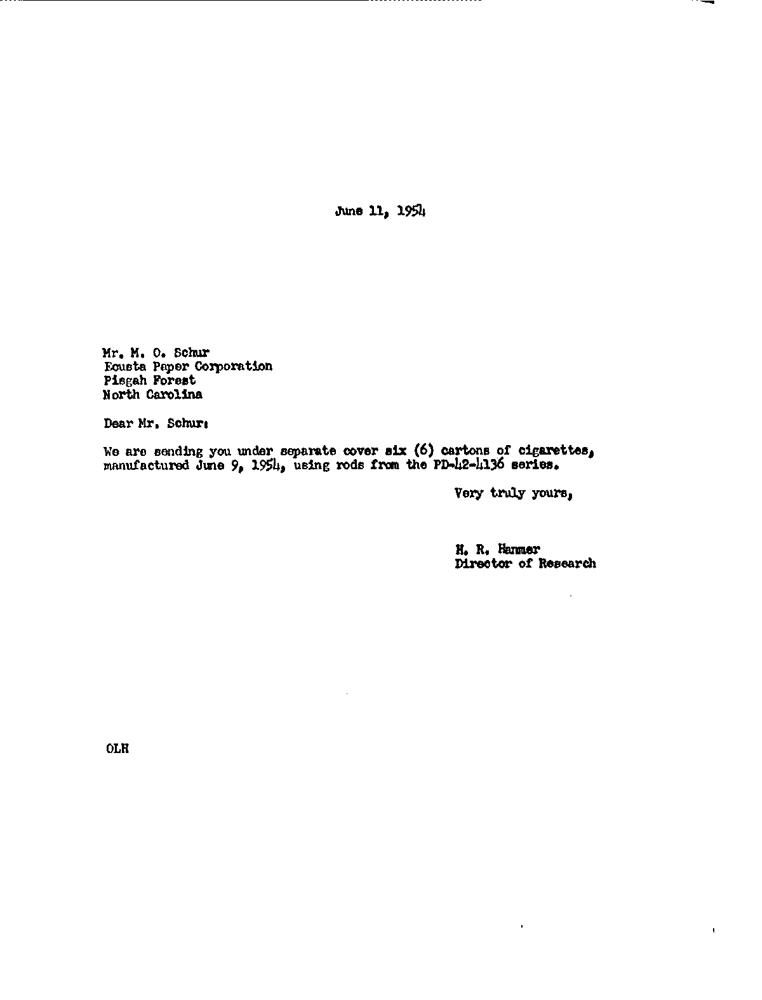 June 11, 1954
Mr. M. O. Schur
Ecusta Paper Corporation
Pisgah Forest
North Carolina
Dear Mr. Schur:
We are sending you under separate cover six (6) cartons of cigarettes,
manufactured June 9, 1954, using rods from the PD-42-4136 series.
Very truly yours,
H. R. Hanmer
Director of Research
OLH